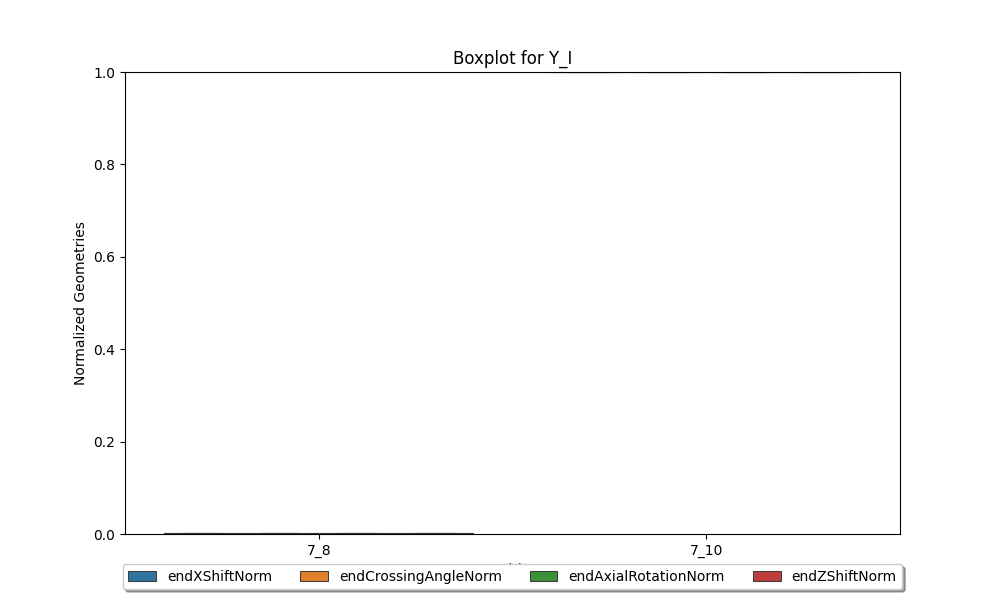 Boxplot for Y_I
1.0
0.8
0.6
0.4
0.2
0.0
Normalized Geometries
7_8
7_10
endXShiftNorm
endCrossingAngleNorm
endAxialRotationNorm
endZShiftNorm